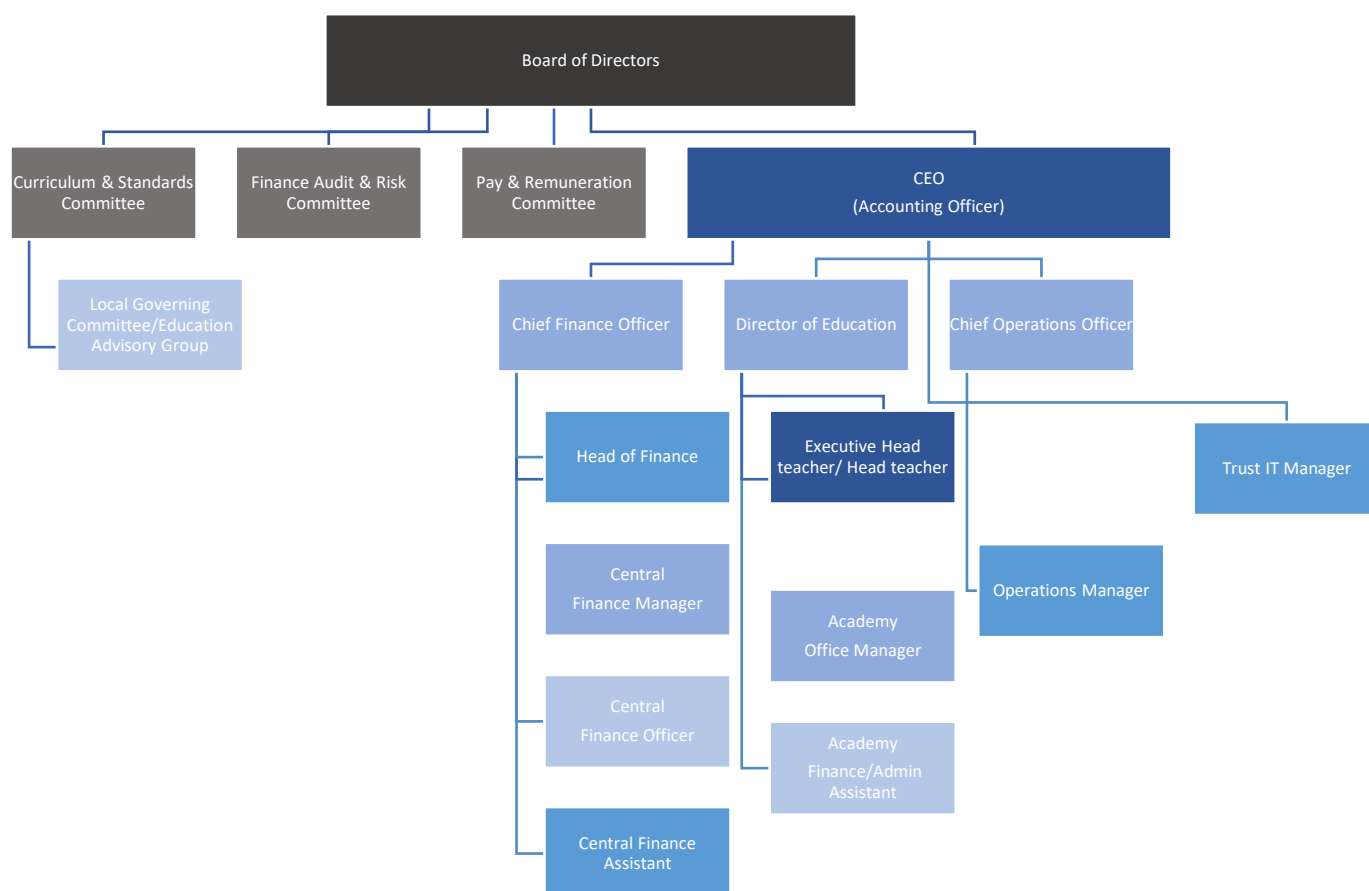 Board of Directors
Curriculum & Standards
Committee
Finance Audit & Risk
Committee
Pay & Remuneration
Committee
CEO
(Accounting Officer)
Local Governing
Committee/Education
Advisory Group
Chief Finance Officer
Director of Education
Chief Operations Officer
Head of Finance
Executive Head
teacher/ Head teacher
Trust IT Manager
Central
Finance Manager
Academy
Office Manager
Operations Manager
Central
Finance Officer
Academy
Finance/Admin
Assistant
Central Finance
Assistant